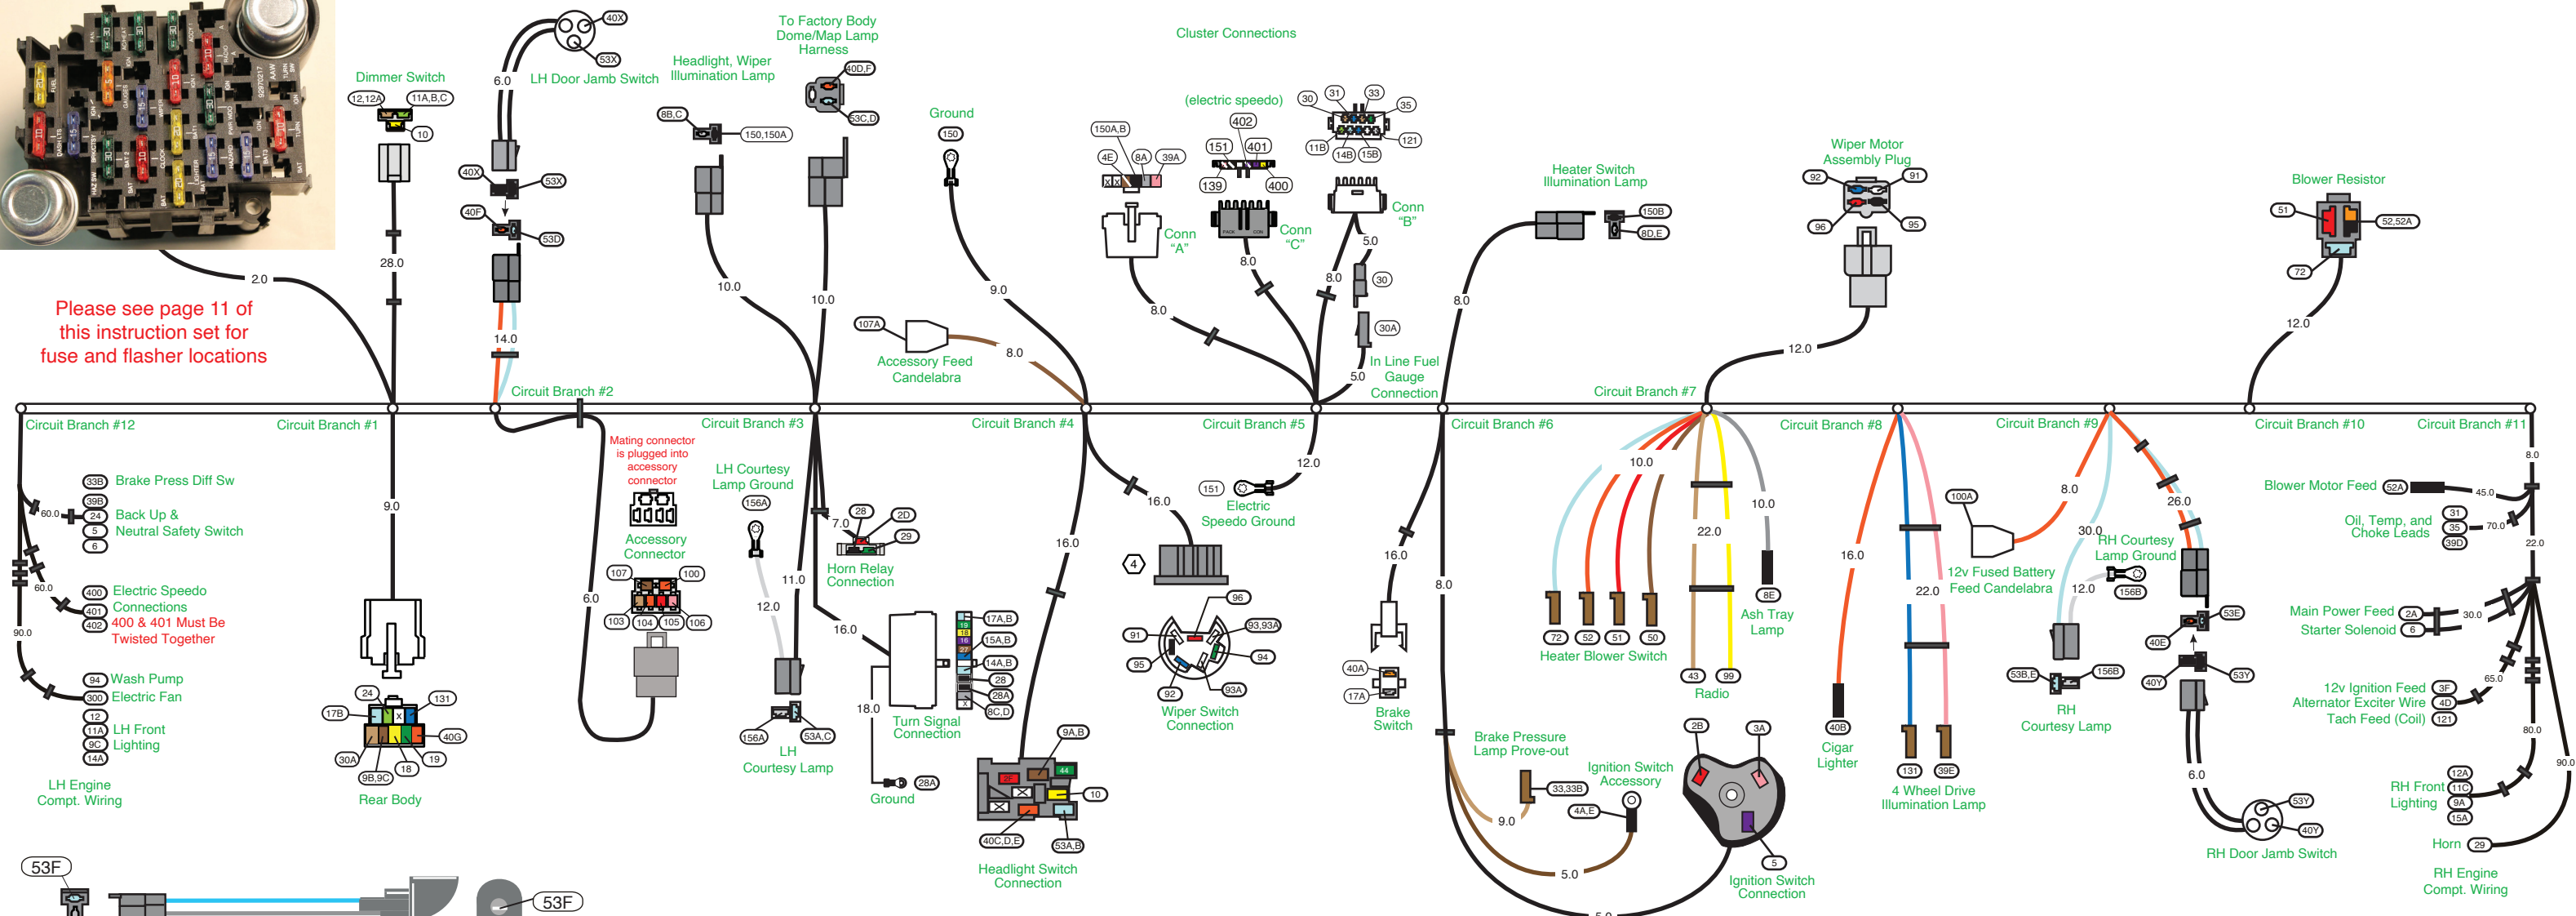 To Factory Body
Dome/Map Lamp
Harness
Cluster Connections
40X
53X
6.0
LH Door Jamb Switch
Dimmer Switch
12,12A
11A,B,C
10
28.0
Headlight, Wiper
Illumination Lamp
8B,C
150,150A
40D,F
53C,D
Ground
150
(electric speedo)
150A,B
4E
8A
39A
X X
Conn
“A”
402
151
401
139
400
Conn
“C”
30
31
33
35
11B
14B
15B
121
Conn
“B”
5.0
30
30A
5.0
In Line Fuel
Gauge
Connection
Heater Switch
Illumination Lamp
150B
8D,E
Wiper Motor
Assembly Plug
92
91
96
95
Blower Resistor
51
52,52A
72
FUEL
CLOCK
HAZARD
TURN
BAT
IGN
40X
53X
40F
53D
14.0
2.0
10.0
10.0
9.0
8.0
8.0
8.0
8.0
12.0
12.0
Please see page 11 of
this instruction set for
fuse and flasher locations
107A
8.0
Accessory Feed
Candelabra
Circuit Branch #12
Circuit Branch #1
Circuit Branch #2
Circuit Branch #3
Circuit Branch #4
Circuit Branch #5
Circuit Branch #6
Circuit Branch #7
Circuit Branch #8
Circuit Branch #9
Circuit Branch #10
Circuit Branch #11
33B Brake Press Diff Sw
39B
24 Back Up &
5 Neutral Safety Switch
6
60.0
400 Electric Speedo
401 Connections
402 400 & 401 Must Be
Twisted Together
60.0
90.0
94 Wash Pump
300 Electric Fan
12
11A LH Front
9C Lighting
14A
LH Engine
Compt. Wiring
9.0
24
17B
X
131
30A
9B,9C
18
19
40G
Rear Body
Mating connector
is plugged into
accessory
connector
Accessory
Connector
107
100
103
104
105
106
6.0
LH Courtesy
Lamp Ground
156A
12.0
11.0
156A
53A,C
LH
Courtesy Lamp
7.0
28
2D
29
Horn Relay
Connection
16.0
17A,B
19
18
16
15A,B
27
14A,B
28
28A
X
8C,D
Turn Signal
Connection
18.0
28A
Ground
16.0
9A,B
2F
44
10
40C,D,E
53A,B
Headlight Switch
Connection
16.0
4
96
91
93,93A
95
94
92
93A
Wiper Switch
Connection
12.0
151
Electric
Speedo Ground
16.0
40A
17A
Brake
Switch
8.0
Brake Pressure
Lamp Prove-out
33,33B
9.0
Ignition Switch
Accessory
4A,E
5.0
2B
3A
5
Ignition Switch
Connection
5.0
10.0
72
52
51
50
Heater Blower Switch
22.0
43
99
Radio
10.0
8E
Ash Tray
Lamp
16.0
40B
Cigar
Lighter
22.0
131
39E
4 Wheel Drive
Illumination Lamp
100A
8.0
12v Fused Battery
Feed Candelabra
30.0
RH Courtesy
Lamp Ground
12.0
156B
53B,E
156B
RH
Courtesy Lamp
26.0
53E
40E
40Y
53Y
6.0
53Y
40Y
RH Door Jamb Switch
8.0
Blower Motor Feed 52A 45.0
Oil, Temp, and
Choke Leads
31
35
39D
70.0
22.0
Main Power Feed 2A
Starter Solenoid 6
30.0
12v Ignition Feed 3F
Alternator Exciter Wire 4D
Tach Feed (Coil) 121
65.0
80.0
90.0
RH Front
Lighting
12A
11C
9A
15A
Horn 29
RH Engine
Compt. Wiring
53F
53F